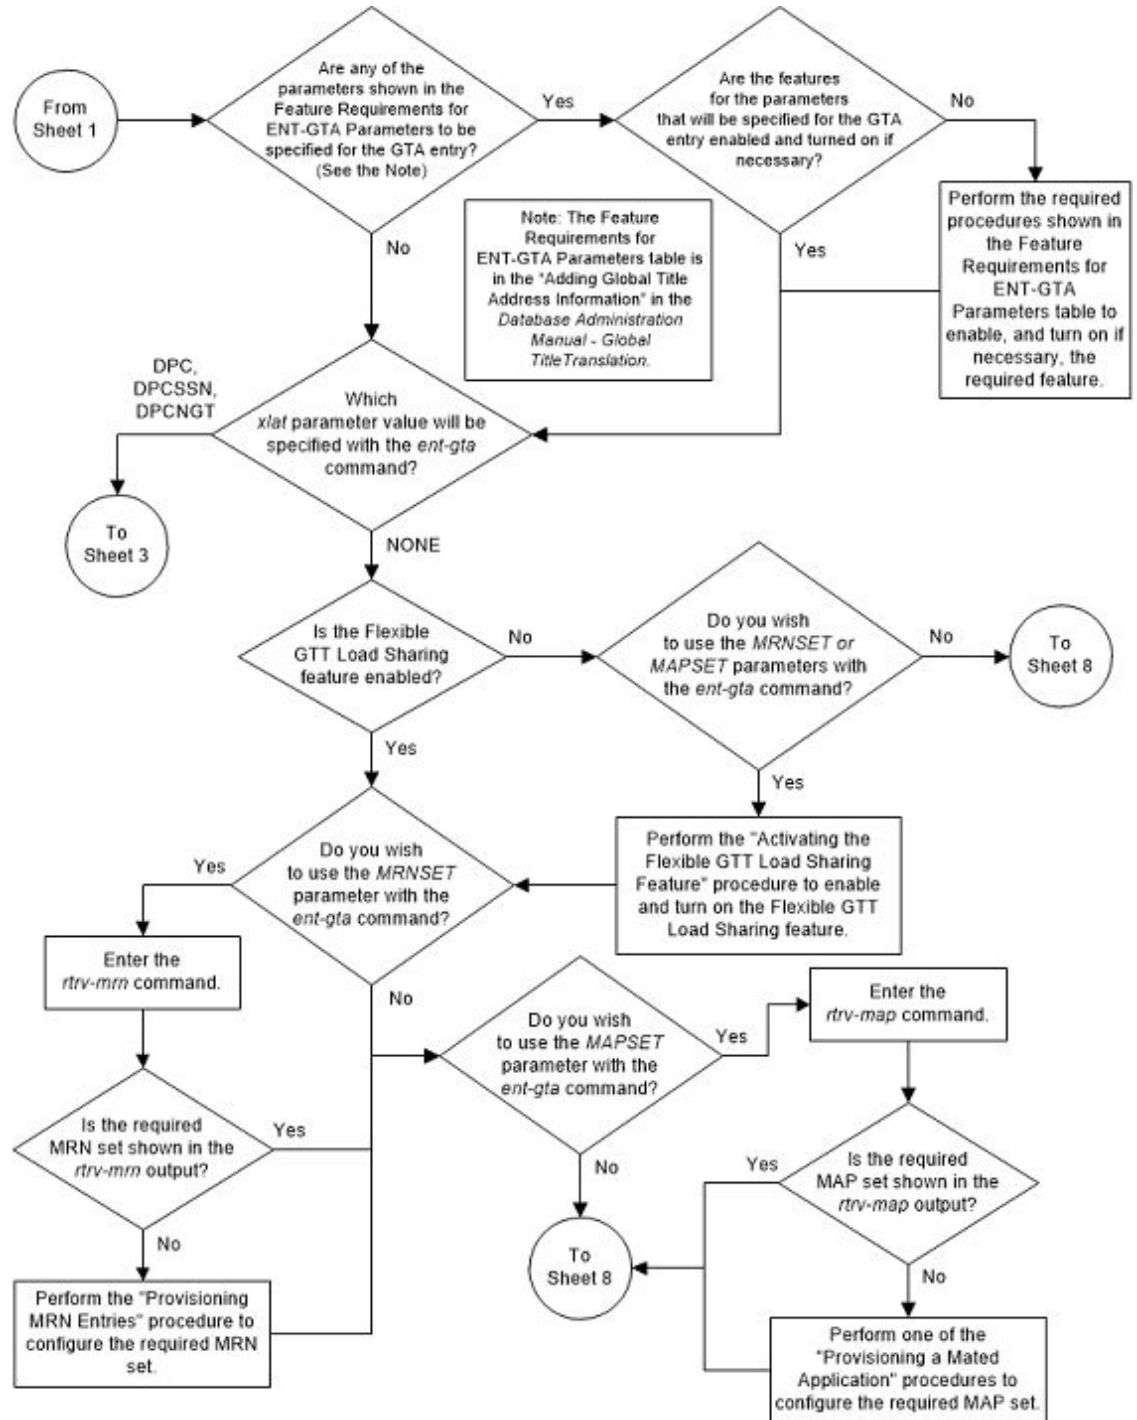 From
Sheet 1
Are any of the
parameters shown in the
Feature Requirements for
ENT-GTA Parameters to be
specified for the GTA entry?
(See the Note)
Yes
Are the features
for the parameters
that will be specified for the GTA
entry enabled and turned on if
necessary?
No
Perform the required
procedures shown in
the Feature
Requirements for
ENT-GTA
Parameters table to
enable, and turn on if
necessary, the
required feature.
Yes
No
Note: The Feature
Requirements for
ENT-GTA Parameters table is
in the "Adding Global Title
Address Information" in the
Database Administration
Manual - Global
TitleTranslation.
DPC,
DPCSSN,
DPCNGT
Which
xlat parameter value will be
specified with the ent-gta
command?
To
Sheet 3
NONE
Is the Flexible
GTT Load Sharing
feature enabled?
No
Do you wish
to use the MRNSET or
MAPSET parameters with
the ent-gta command?
No
To
Sheet 8
Yes
Yes
Perform the "Activating the
Flexible GTT Load Sharing
Feature" procedure to enable
and turn on the Flexible GTT
Load Sharing feature.
Do you wish
to use the MRNSET
parameter with the
ent-gta command?
Yes
Enter the
rtrv-mrn command.
No
Do you wish
to use the MAPSET
parameter with the
ent-gta command?
Yes
Enter the
rtrv-map command.
Is the required
MRN set shown in the
rtrv-mrn output?
Yes
No
Perform the "Provisioning
MRN Entries" procedure to
configure the required MRN
set.
No
To
Sheet 8
Is the required
MAP set shown in the
rtrv-map output?
Yes
No
Perform one of the
"Provisioning a Mated
Application" procedures to
configure the required MAP set.